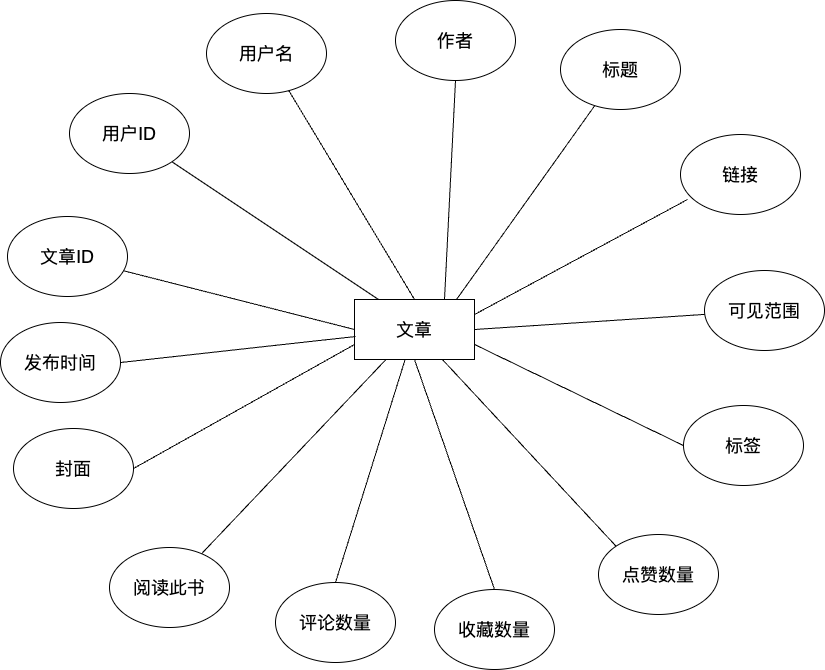 作者
用户名
标题
用户ID
链接
文章ID
可见范围
文章
发布时间
标签
封面
点赞数量
阅读此书
评论数量
收藏数量